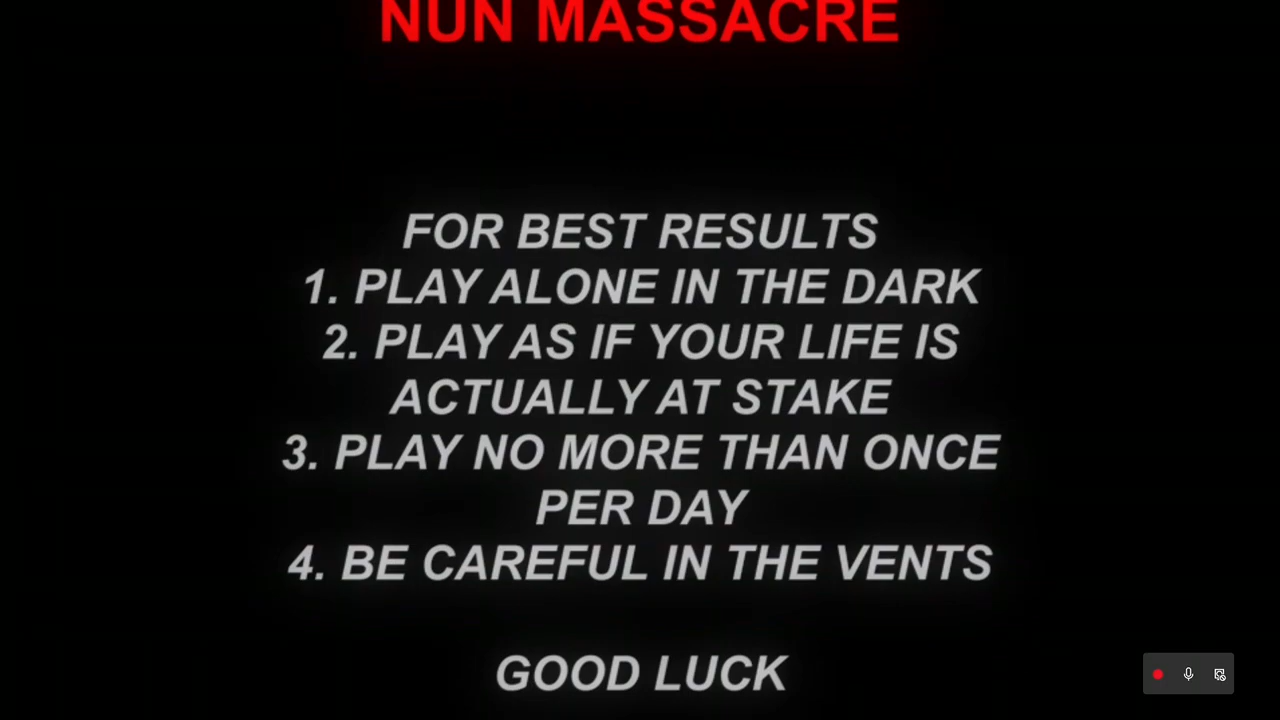 NUN MASSACRE
FOR BEST RESULTS
1. PLAY ALONE IN THE DARK
2. PLAY AS IF YOUR LIFE IS
ACTUALLY AT STAKE
3. PLAY NO MORE THAN ONCE
PER DAY
4. BE CAREFUL IN THE VENTS
GOOD LUCK